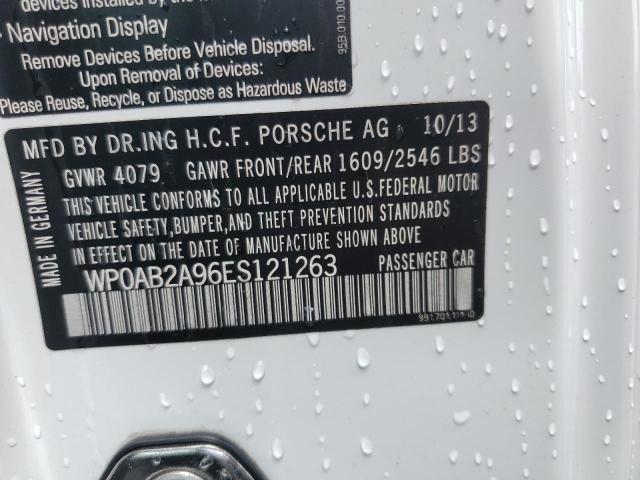 devices installed by the
Navigation Display
Remove Devices Before Vehicle Disposal.
Upon Removal of Devices:
Please Reuse, Recycle, or Dispose as Hazardous Waste
95B.010.00
MFD BY DR.ING H.C.F. PORSCHE AG 10/13
GVWR 4079 GAWR FRONT/REAR 1609/2546 LBS
THIS VEHICLE CONFORMS TO ALL APPLICABLE U.S.FEDERAL MOTOR
VEHICLE SAFETY,BUMPER,AND THEFT PREVENTION STANDARDS
IN EFFECT ON THE DATE OF MANUFACTURE SHOWN ABOVE
WP0AB2A96ES121263 PASSENGER CAR
MADE IN GERMANY